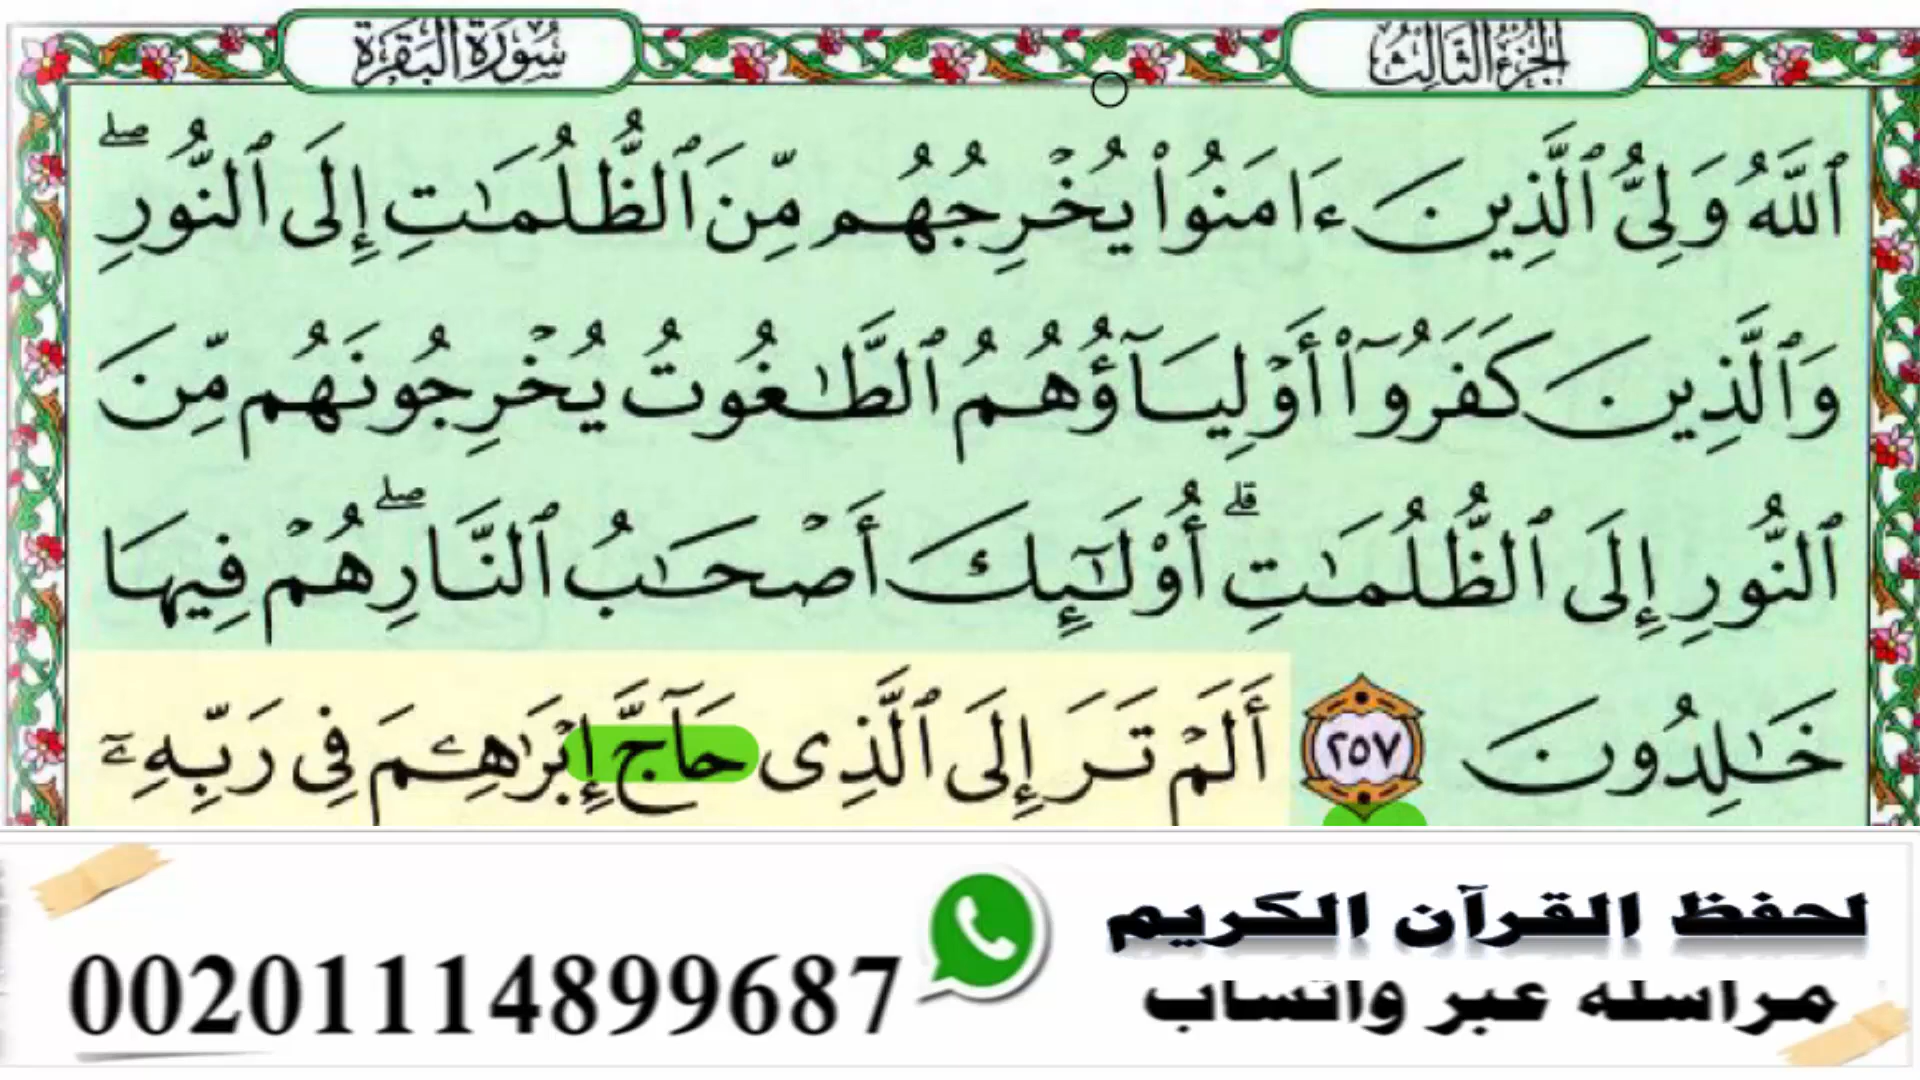 الجزء الثالث
سورة البقرة
ٱللَّهُ وَلِىُّ ٱلَّذِينَ ءَامَنُوا۟ يُخْرِجُهُم مِّنَ ٱلظُّلُمَٰتِ إِلَى ٱلنُّورِ ۖ
وَٱلَّذِينَ كَفَرُوٓا۟ أَوْلِيَآؤُهُمُ ٱلطَّٰغُوتُ يُخْرِجُونَهُم مِّنَ
ٱلنُّورِ إِلَى ٱلظُّلُمَٰتِ ۗ أُو۟لَٰٓئِكَ أَصْحَٰبُ ٱلنَّارِ ۖ هُمْ فِيهَا
خَٰلِدُونَ ٢٥٧ أَلَمْ تَرَ إِلَى ٱلَّذِى حَآجَّ إِبْرَٰهِۦمَ فِى رَبِّهِۦٓ
لحفظ القرآن الكريم
مراسله عبر واتساب
00201114899687